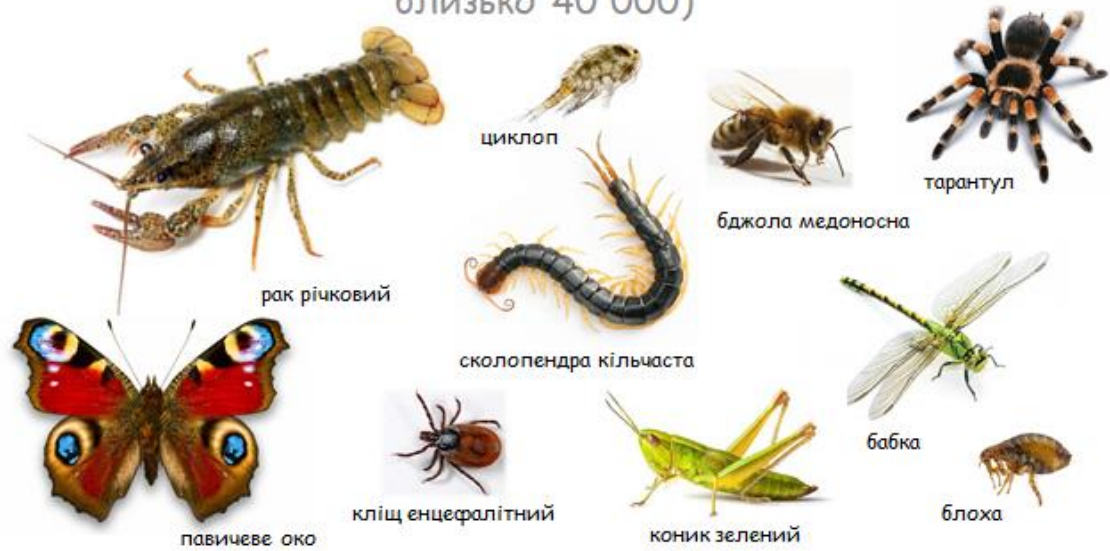 близько 40 000)
циклоп
тарантул
бджола медоносна
рак річковий
сколопендра кільчаста
бабка
кліщ енцефалітний
блоха
коник зелений
павичеве око